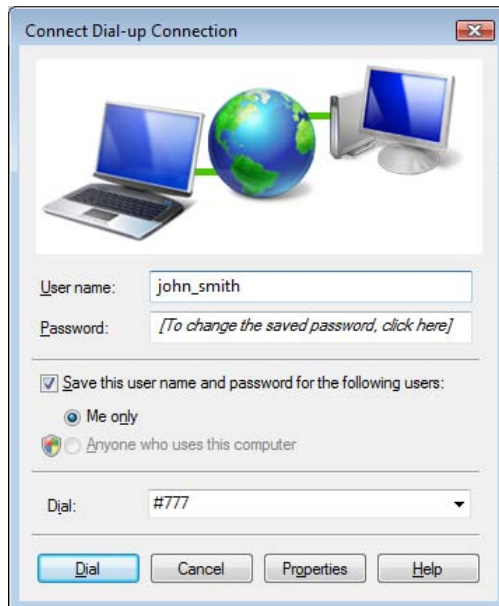 Connect Dial-up Connection
User name: john_smith
Password: [To change the saved password, click here]
Save this user name and password for the following users:
Me only
Anyone who uses this computer
Dial: #777
Dial Cancel Properties Help